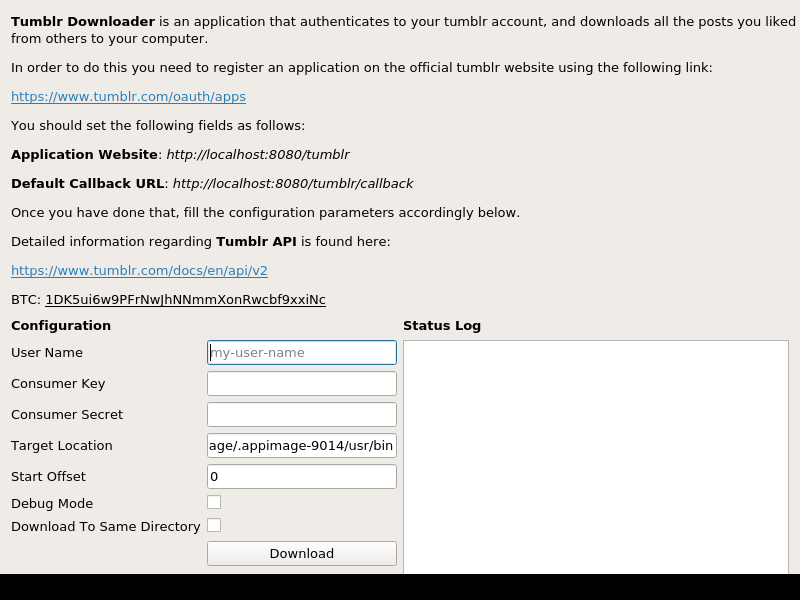 Tumblr Downloader is an application that authenticates to your tumblr account, and downloads all the posts you liked
from others to your computer.
In order to do this you need to register an application on the official tumblr website using the following link:
https://www.tumblr.com/oauth/apps
You should set the following fields as follows:
Application Website: http://localhost:8080/tumblr
Default Callback URL: http://localhost:8080/tumblr/callback
Once you have done that, fill the configuration parameters accordingly below.
Detailed information regarding Tumblr API is found here:
https://www.tumblr.com/docs/en/api/v2
BTC: 1DK5ui6w9PFrNwJhNNmmXonRwcbf9xxiNc
Configuration
User Name my-user-name
Consumer Key
Consumer Secret
Target Location age/.appimage-9014/usr/bin
Start Offset 0
Debug Mode
Download To Same Directory
Download
Status Log